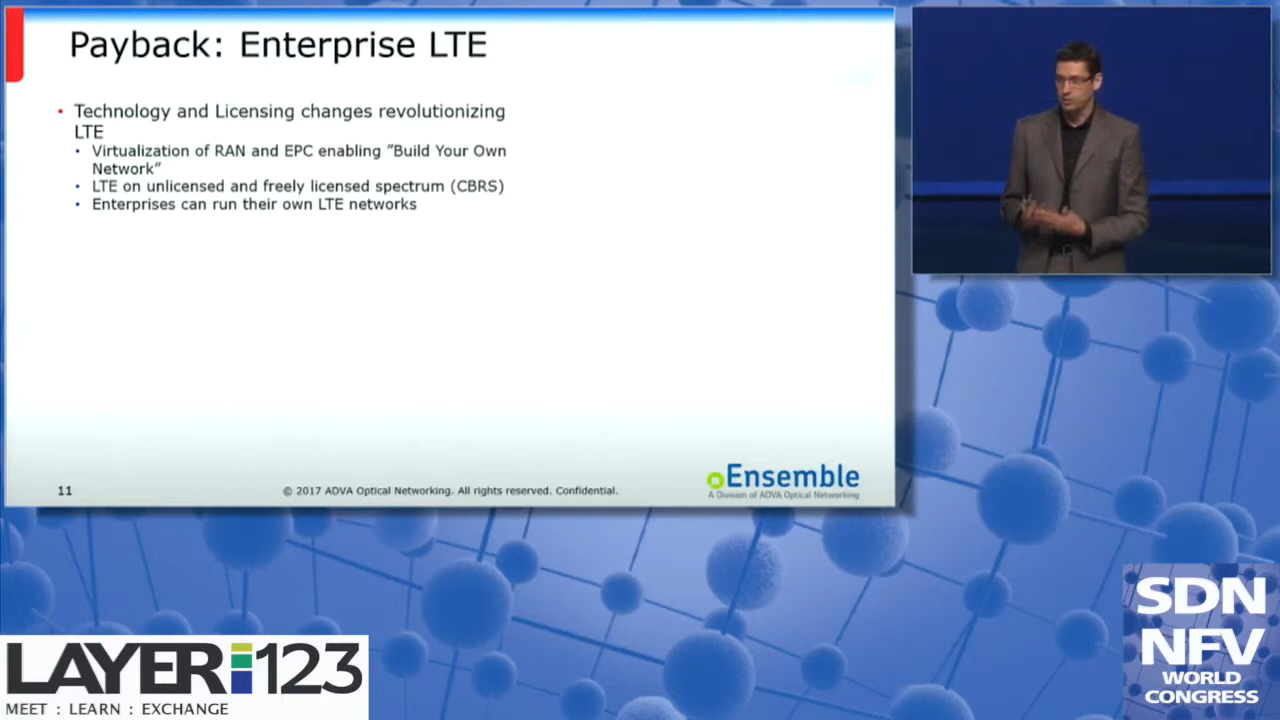 Payback: Enterprise LTE
• Technology and Licensing changes revolutionizing
LTE
• Virtualization of RAN and EPC enabling "Build Your Own
Network"
• LTE on unlicensed and freely licensed spectrum (CBRS)
• Enterprises can run their own LTE networks
11
© 2017 ADVA Optical Networking. All rights reserved. Confidential.
Ensemble
A Division of ADVA Optical Networking
LAYER123
MEET : LEARN : EXCHANGE
SDN
NFV
WORLD
CONGRESS